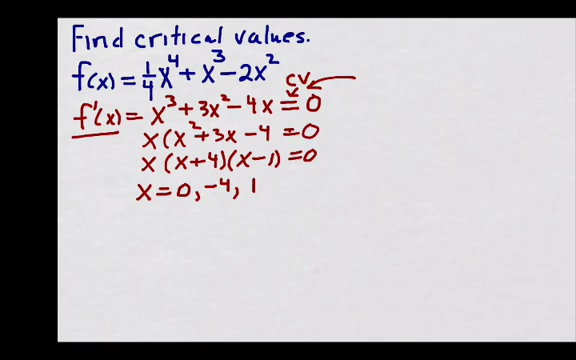 Find critical values.
f(x) = 1/4 x^4 + x^3 - 2x^2
CV
f'(x) = x^3 + 3x^2 - 4x = 0
x(x^2 + 3x - 4 = 0
x(x+4)(x-1) = 0
x = 0, -4, 1